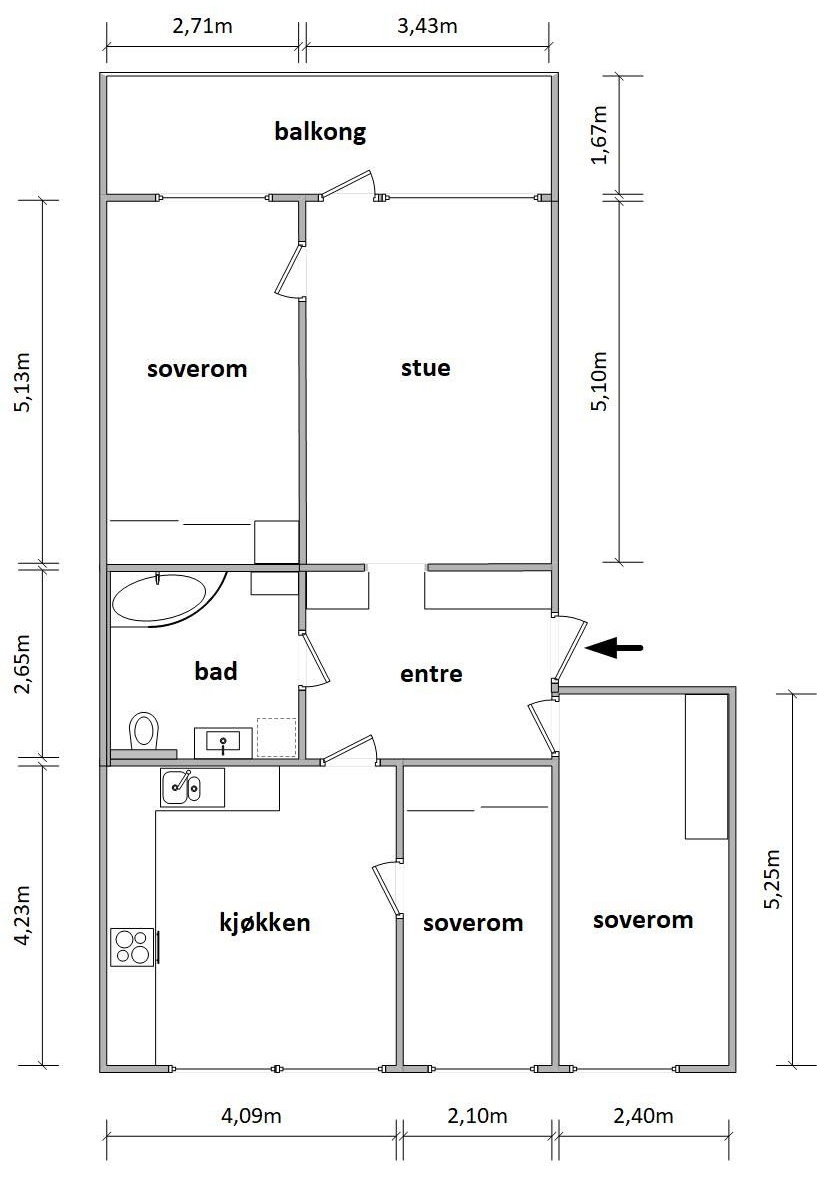 2,71m
3,43m
balkong
1,67m
soverom
stue
5,13m
5,10m
bad
entre
2,65m
kjøkken
soverom
soverom
4,23m
5,25m
4,09m
2,10m
2,40m